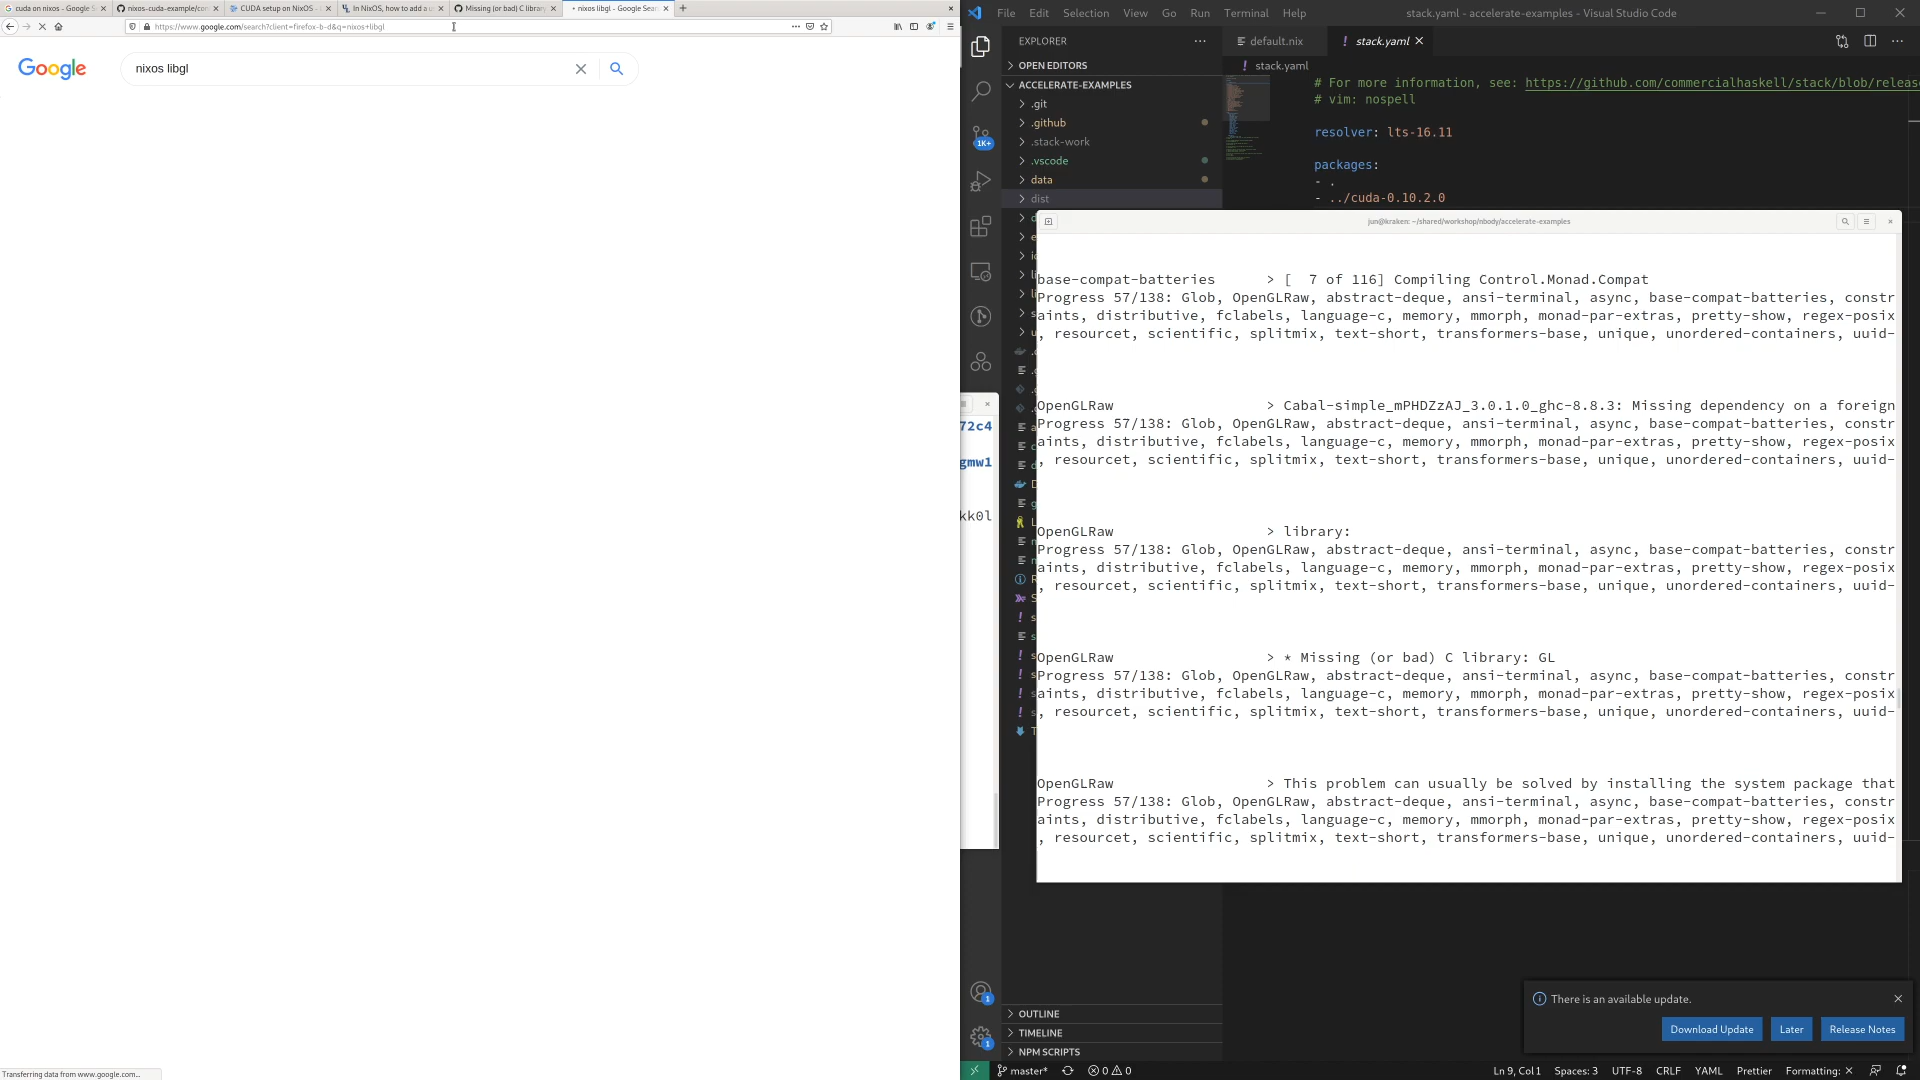 cuda on nixos - Google S
nixos-cuda-example/con
CUDA setup on NixOS -
In NixOS, how to add a u
Missing (or bad) C library
nixos libgl - Google Sear
https://www.google.com/search?client=firefox-b-d&q=nixos+libgl
Google
nixos libgl
Transferring data from www.google.com...
72c4
gmw1
kk0l
File Edit Selection View Go Run Terminal Help
stack.yaml - accelerate-examples - Visual Studio Code
EXPLORER
OPEN EDITORS
ACCELERATE-EXAMPLES
.git
.github
.stack-work
.vscode
data
dist
1K+
1
1
OUTLINE
TIMELINE
NPM SCRIPTS
default.nix
! stack.yaml
! stack.yaml
# For more information, see: https://github.com/commercialhaskell/stack/blob/releas
# vim: nospell
resolver: lts-16.11
packages:
- .
- ../cuda-0.10.2.0
jun@kraken: ~/shared/workshop/nbody/accelerate-examples
base-compat-batteries > [ 7 of 116] Compiling Control.Monad.Compat
Progress 57/138: Glob, OpenGLRaw, abstract-deque, ansi-terminal, async, base-compat-batteries, constr
aints, distributive, fclabels, language-c, memory, mmorph, monad-par-extras, pretty-show, regex-posix
, resourcet, scientific, splitmix, text-short, transformers-base, unique, unordered-containers, uuid-
OpenGLRaw > Cabal-simple_mPHDZzAJ_3.0.1.0_ghc-8.8.3: Missing dependency on a foreign
Progress 57/138: Glob, OpenGLRaw, abstract-deque, ansi-terminal, async, base-compat-batteries, constr
aints, distributive, fclabels, language-c, memory, mmorph, monad-par-extras, pretty-show, regex-posix
, resourcet, scientific, splitmix, text-short, transformers-base, unique, unordered-containers, uuid-
OpenGLRaw > library:
Progress 57/138: Glob, OpenGLRaw, abstract-deque, ansi-terminal, async, base-compat-batteries, constr
aints, distributive, fclabels, language-c, memory, mmorph, monad-par-extras, pretty-show, regex-posix
, resourcet, scientific, splitmix, text-short, transformers-base, unique, unordered-containers, uuid-
OpenGLRaw > * Missing (or bad) C library: GL
Progress 57/138: Glob, OpenGLRaw, abstract-deque, ansi-terminal, async, base-compat-batteries, constr
aints, distributive, fclabels, language-c, memory, mmorph, monad-par-extras, pretty-show, regex-posix
, resourcet, scientific, splitmix, text-short, transformers-base, unique, unordered-containers, uuid-
OpenGLRaw > This problem can usually be solved by installing the system package that
Progress 57/138: Glob, OpenGLRaw, abstract-deque, ansi-terminal, async, base-compat-batteries, constr
aints, distributive, fclabels, language-c, memory, mmorph, monad-par-extras, pretty-show, regex-posix
, resourcet, scientific, splitmix, text-short, transformers-base, unique, unordered-containers, uuid-
There is an available update.
Download Update Later Release Notes
master* 0 0 Ln 9, Col 1 Spaces: 3 UTF-8 CRLF YAML Prettier Formatting: ×